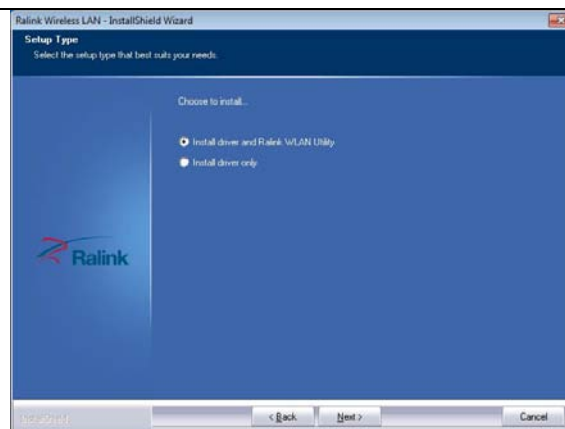 Ralink Wireless LAN - InstallShield Wizard
Setup Type
Select the setup type that best suits your needs.
Choose to install...
Install driver and Ralink WLAN Utility
Install driver only
Ralink
InstallShield
< Back
Next >
Cancel